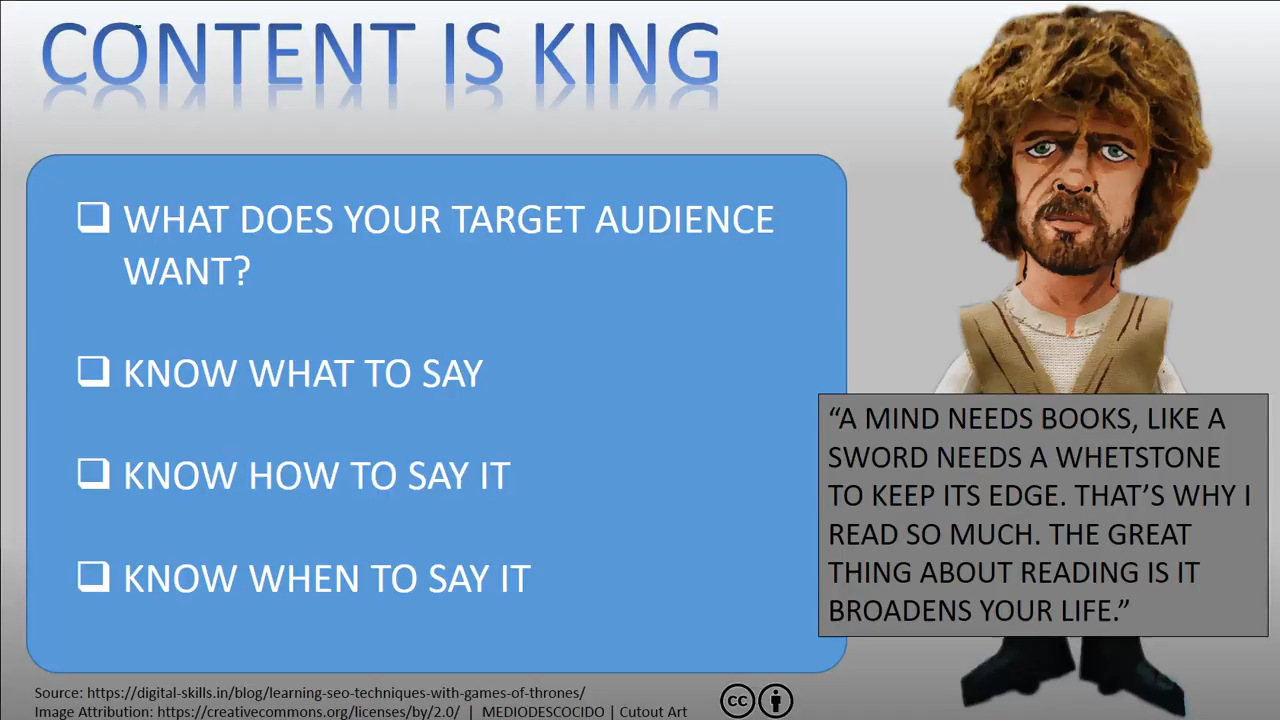 CONTENT IS KING
❑ WHAT DOES YOUR TARGET AUDIENCE
WANT?
❑ KNOW WHAT TO SAY
❑ KNOW HOW TO SAY IT
❑ KNOW WHEN TO SAY IT
“A MIND NEEDS BOOKS, LIKE A
SWORD NEEDS A WHETSTONE
TO KEEP ITS EDGE. THAT’S WHY I
READ SO MUCH. THE GREAT
THING ABOUT READING IS IT
BROADENS YOUR LIFE.”
Source: https://digital-skills.in/blog/learning-seo-techniques-with-games-of-thrones/
Image Attribution: https://creativecommons.org/licenses/by/2.0/ | MEDIODESCOCIDO | Cutout Art
cc